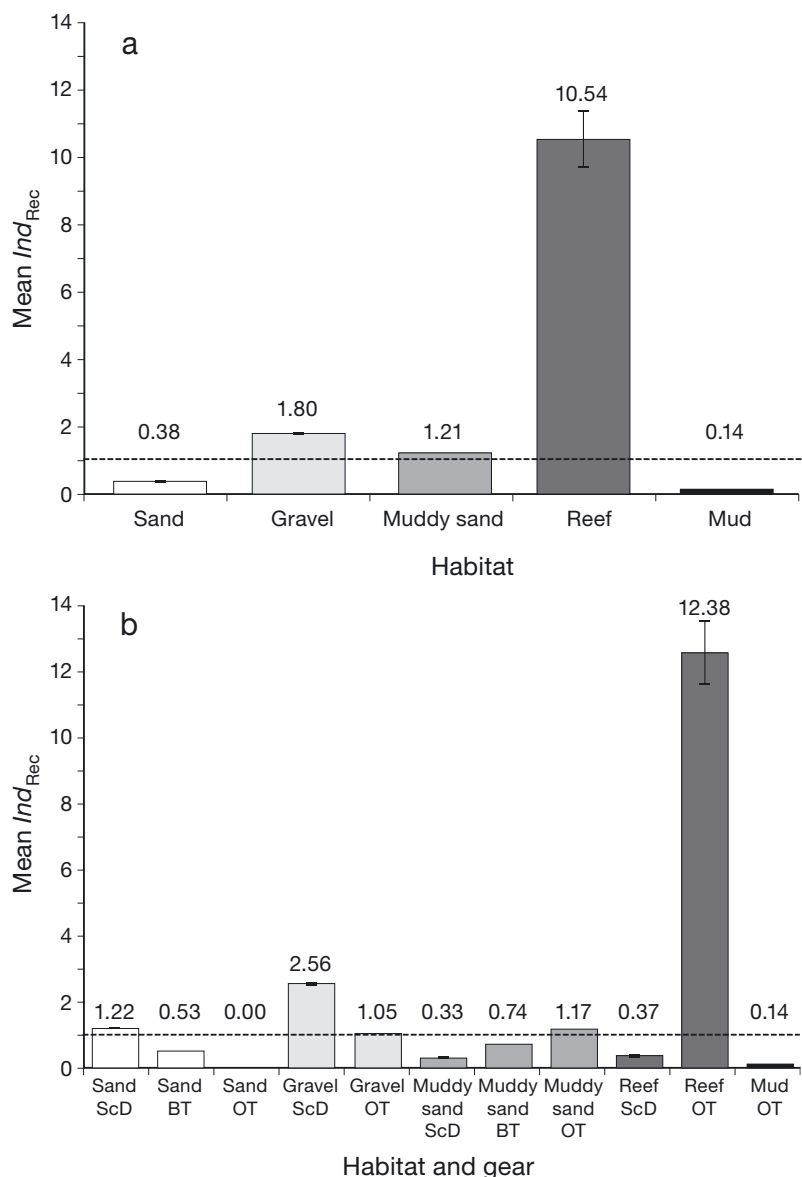 a
14
12
10
8
6
4
2
0
Mean Ind_Rec
0.38
1.80
1.21
10.54
0.14
Sand
Gravel
Muddy sand
Reef
Mud
Habitat
b
14
12
10
8
6
4
2
0
Mean Ind_Rec
1.22
0.53
0.00
2.56
1.05
0.33
0.74
1.17
0.37
12.38
0.14
Sand
ScD
Sand
BT
Sand
OT
Gravel
ScD
Gravel
OT
Muddy
sand
ScD
Muddy
sand
BT
Muddy
sand
OT
Reef
ScD
Reef
OT
Mud
OT
Habitat and gear